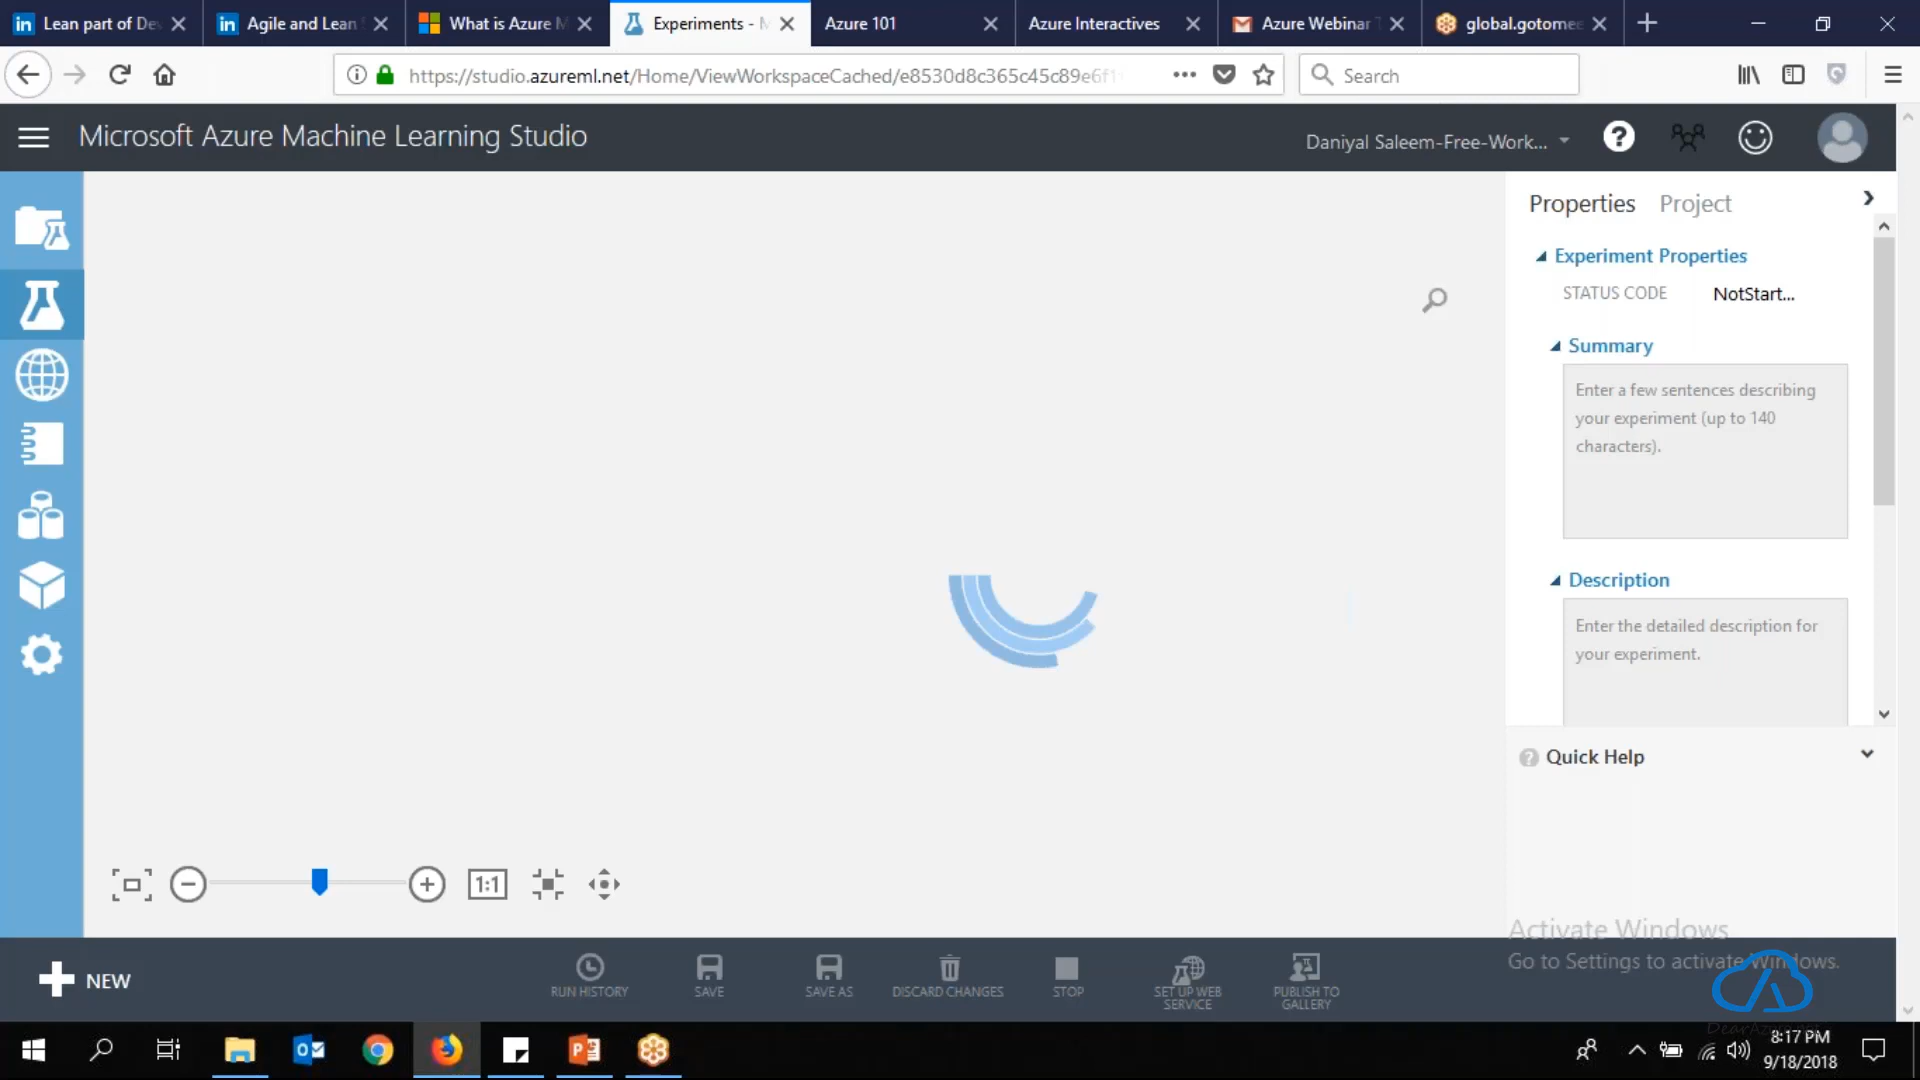 Lean part of De
Agile and Lean
What is Azure M
Experiments - M
Azure 101
Azure Interactives
Azure Webinar T
global.gotomee
https://studio.azureml.net/Home/ViewWorkspaceCached/e8530d8c365c45c89e6f1
Search
Microsoft Azure Machine Learning Studio
Daniyal Saleem-Free-Work...
Properties Project
Experiment Properties
STATUS CODE NotStart...
Summary
Enter a few sentences describing
your experiment (up to 140
characters).
Description
Enter the detailed description for
your experiment.
Quick Help
1:1
Activate Windows
Go to Settings to activate Windows.
NEW
RUN HISTORY
SAVE
SAVE AS
DISCARD CHANGES
STOP
SET UP WEB
SERVICE
PUBLISH TO
GALLERY
8:17 PM
9/18/2018